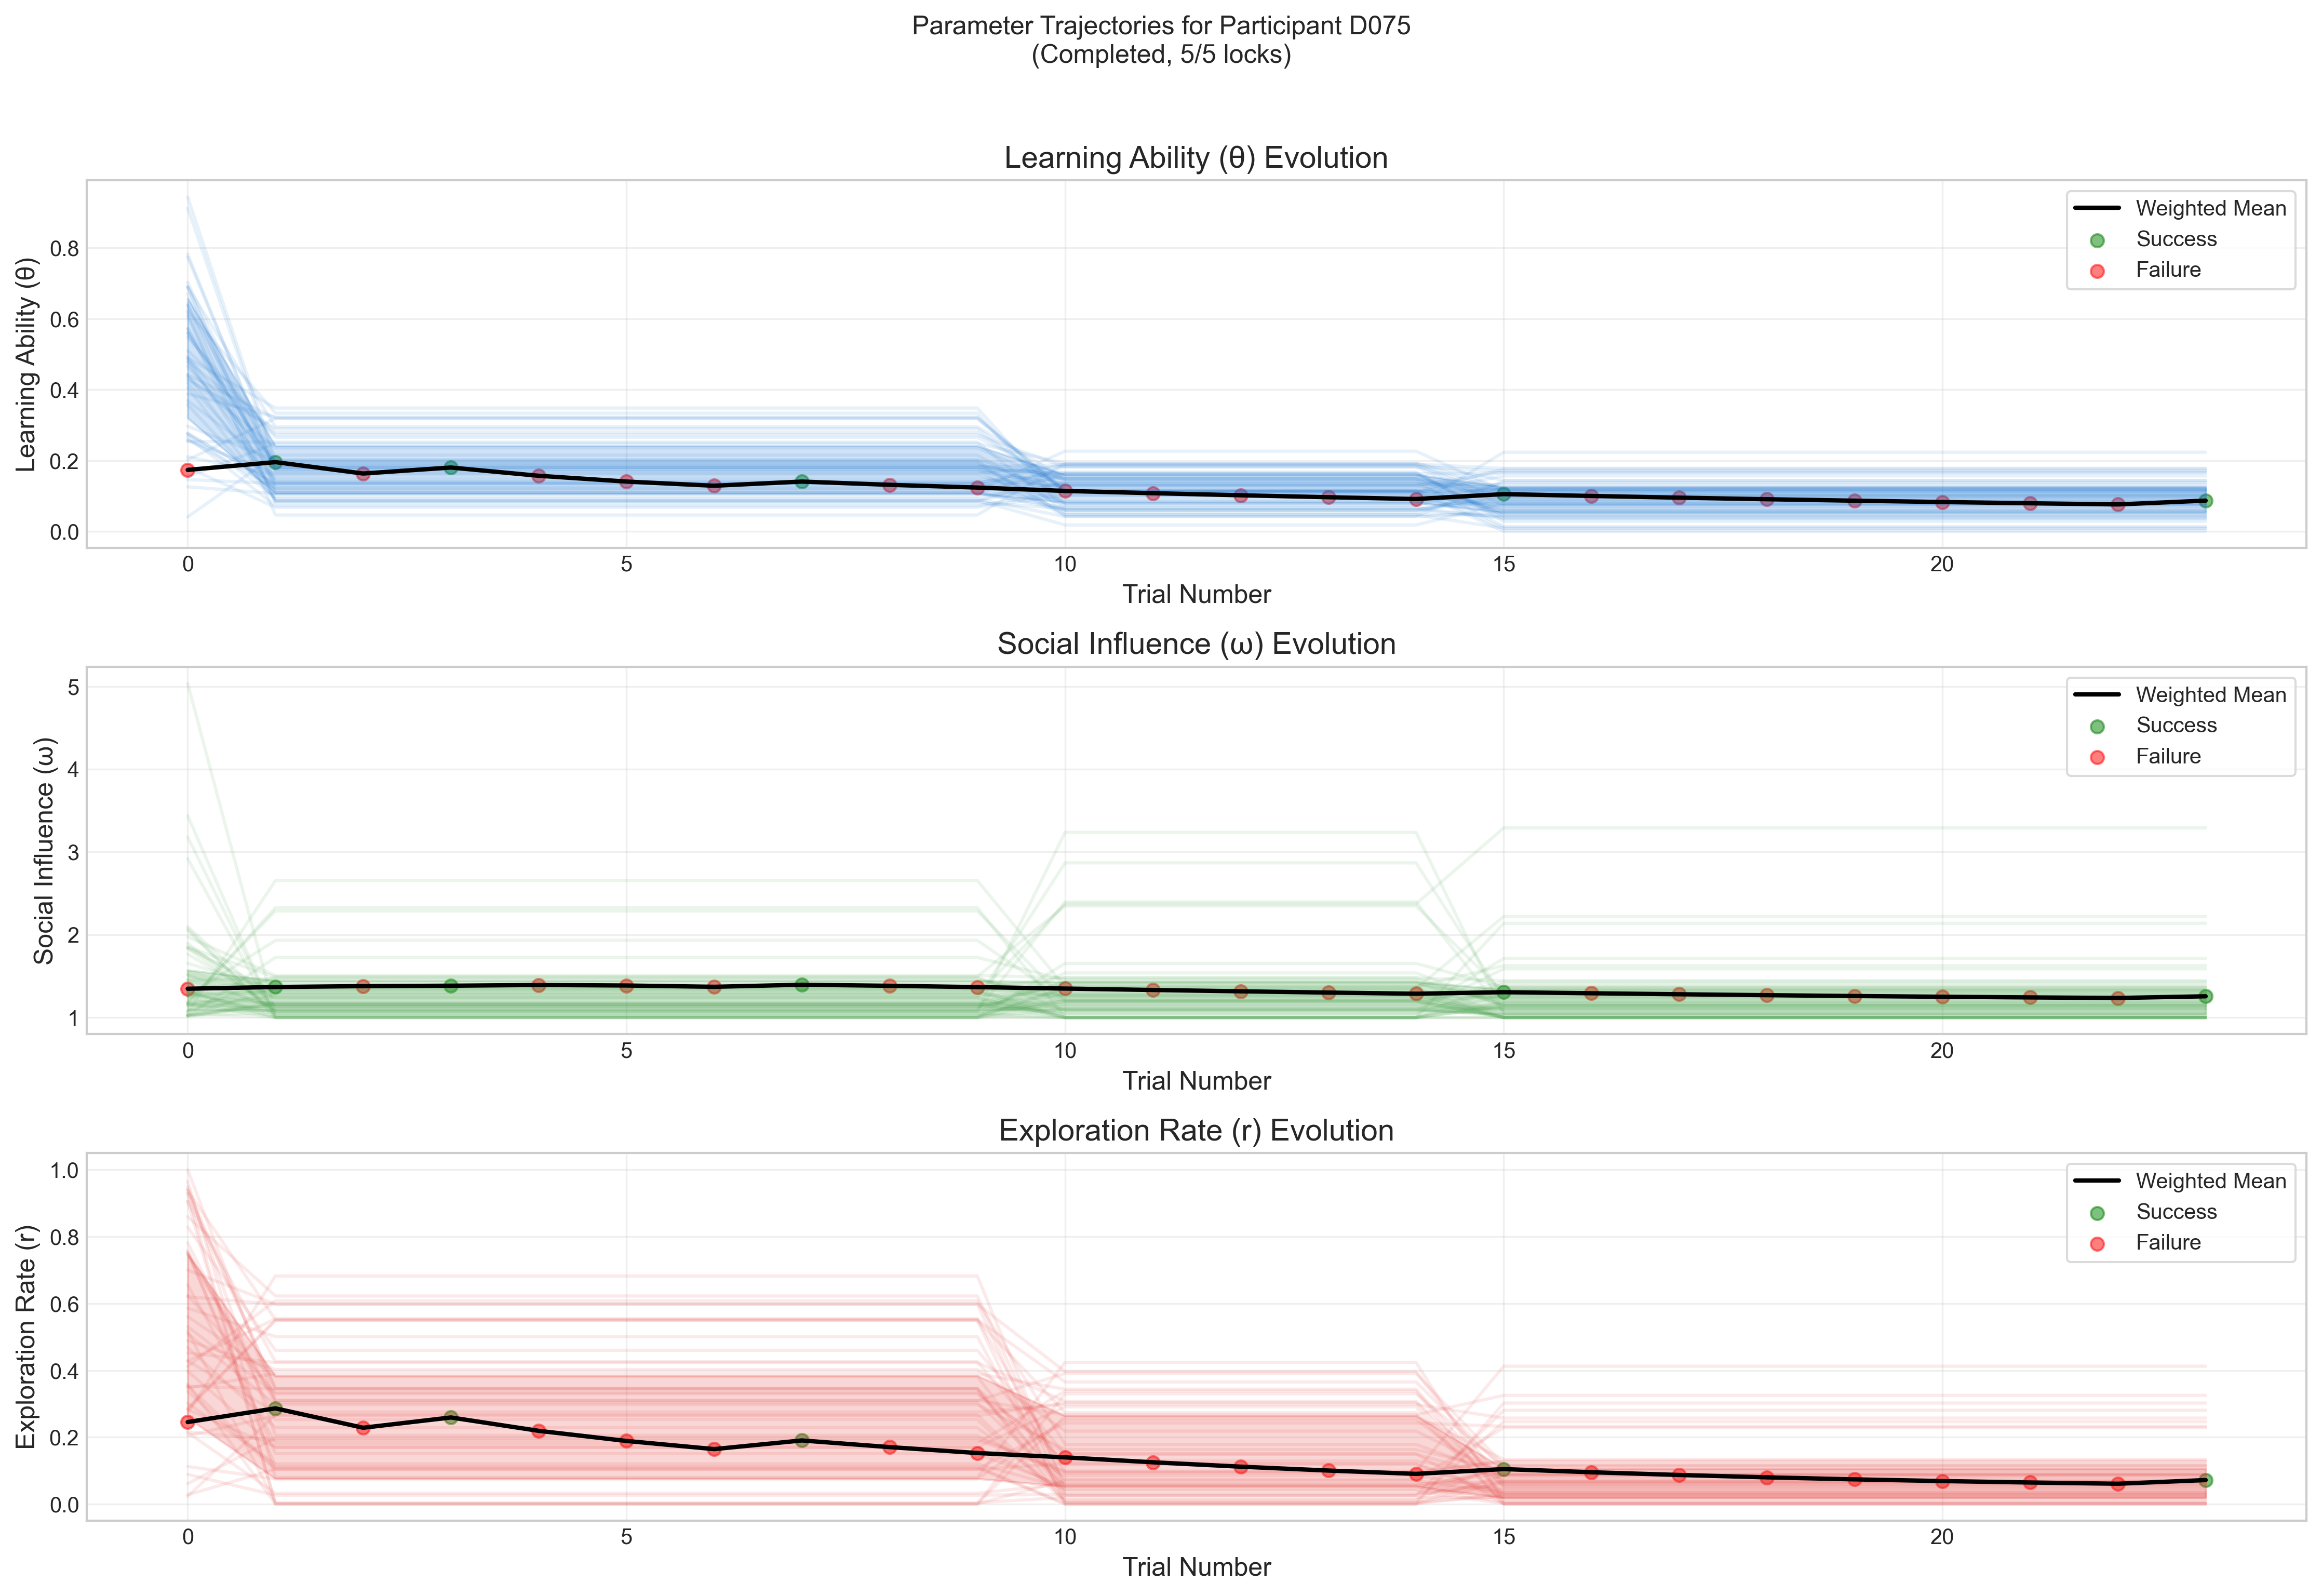 Parameter Trajectories for Participant D075
(Completed, 5/5 locks)
Learning Ability (θ) Evolution
Learning Ability (θ)
0.8
0.6
0.4
0.2
0.0
Weighted Mean
Success
Failure
0 5 10 15 20
Trial Number
Social Influence (ω) Evolution
Social Influence (ω)
5
4
3
2
1
Weighted Mean
Success
Failure
0 5 10 15 20
Trial Number
Exploration Rate (r) Evolution
Exploration Rate (r)
1.0
0.8
0.6
0.4
0.2
0.0
Weighted Mean
Success
Failure
0 5 10 15 20
Trial Number